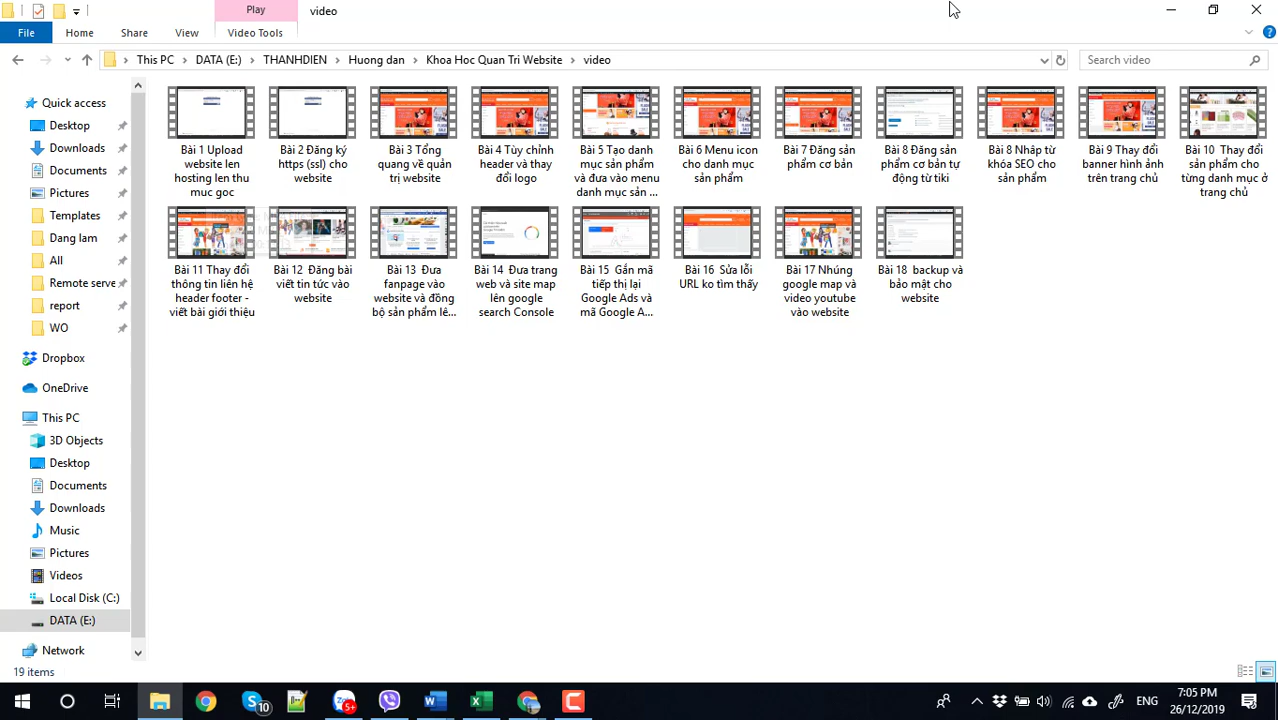 Play
video
File
Home
Share
View
Video Tools
This PC
DATA (E:)
THANHDIEN
Huong dan
Khoa Hoc Quan Tri Website
video
Search video
Quick access
Desktop
Downloads
Documents
Pictures
Templates
Dang lam
All
Remote serve
report
WO
Dropbox
OneDrive
This PC
3D Objects
Desktop
Documents
Downloads
Music
Pictures
Videos
Local Disk (C:)
DATA (E:)
Network
Bài 1 Upload
website len
hosting len thu
muc goc
Bài 2 Đăng ký
https (ssl) cho
website
Bài 3 Tổng
quang về quản
trị website
Bài 4 Tùy chỉnh
header và thay
đổi logo
Bài 5 Tạo danh
mục sản phẩm
và đưa vào menu
danh mục sản ...
Bài 6 Menu icon
cho danh mục
sản phẩm
Bài 7 Đăng sản
phẩm cơ bản
Bài 8 Đăng sản
phẩm cơ bản tự
động từ tiki
Bài 8 Nhập từ
khóa SEO cho
sản phẩm
Bài 9 Thay đổi
banner hình ảnh
trên trang chủ
Bài 10 Thay đổi
sản phẩm cho
từng danh mục ở
trang chủ
Bài 11 Thay đổi
thông tin liên hệ
header footer -
viết bài giới thiệu
Bài 12 Đăng bài
viết tin tức vào
website
Bài 13 Đưa
fanpage vào
website và đồng
bộ sản phẩm lê...
Bài 14 Đưa trang
web và site map
lên google
search Console
Bài 15 Gắn mã
tiếp thị lại
Google Ads và
mã Google A...
Bài 16 Sửa lỗi
URL ko tìm thấy
Bài 17 Nhúng
google map và
video youtube
vào website
Bài 18 backup và
bảo mật cho
website
19 items
10
5+
ENG
7:05 PM
26/12/2019